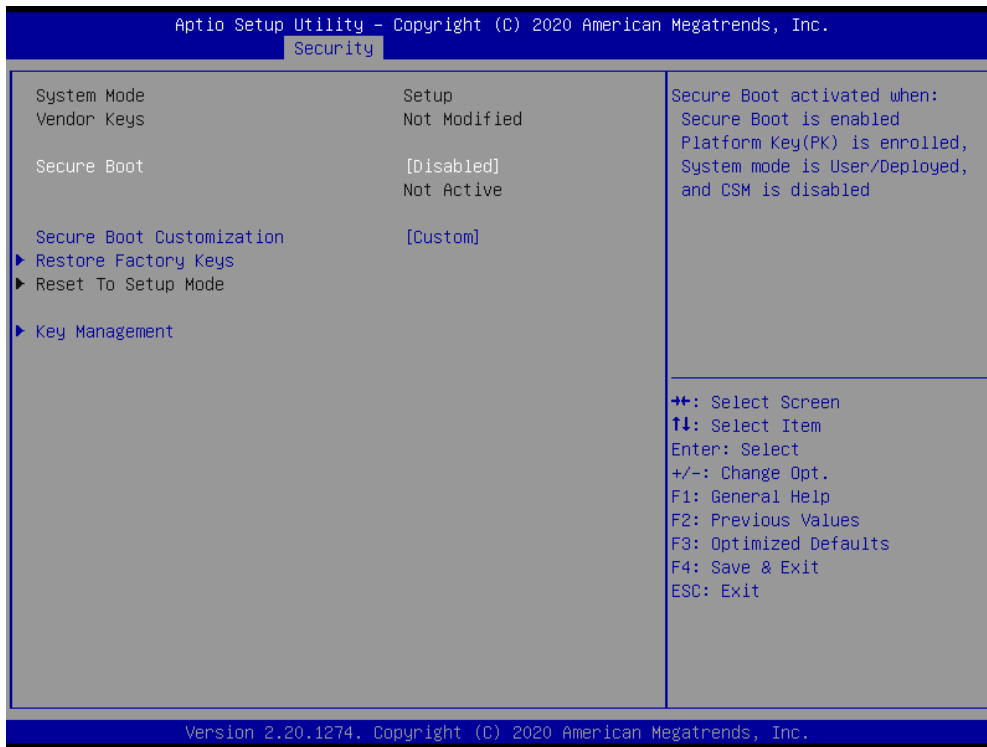 Aptio Setup Utility – Copyright (C) 2020 American Megatrends, Inc.
Security
System Mode Setup
Vendor Keys Not Modified
Secure Boot [Disabled]
Not Active
Secure Boot Customization [Custom]
Restore Factory Keys
Reset To Setup Mode
Key Management
Secure Boot activated when:
Secure Boot is enabled
Platform Key(PK) is enrolled,
System mode is User/Deployed,
and CSM is disabled
→←: Select Screen
↑↓: Select Item
Enter: Select
+/-: Change Opt.
F1: General Help
F2: Previous Values
F3: Optimized Defaults
F4: Save & Exit
ESC: Exit
Version 2.20.1274. Copyright (C) 2020 American Megatrends, Inc.